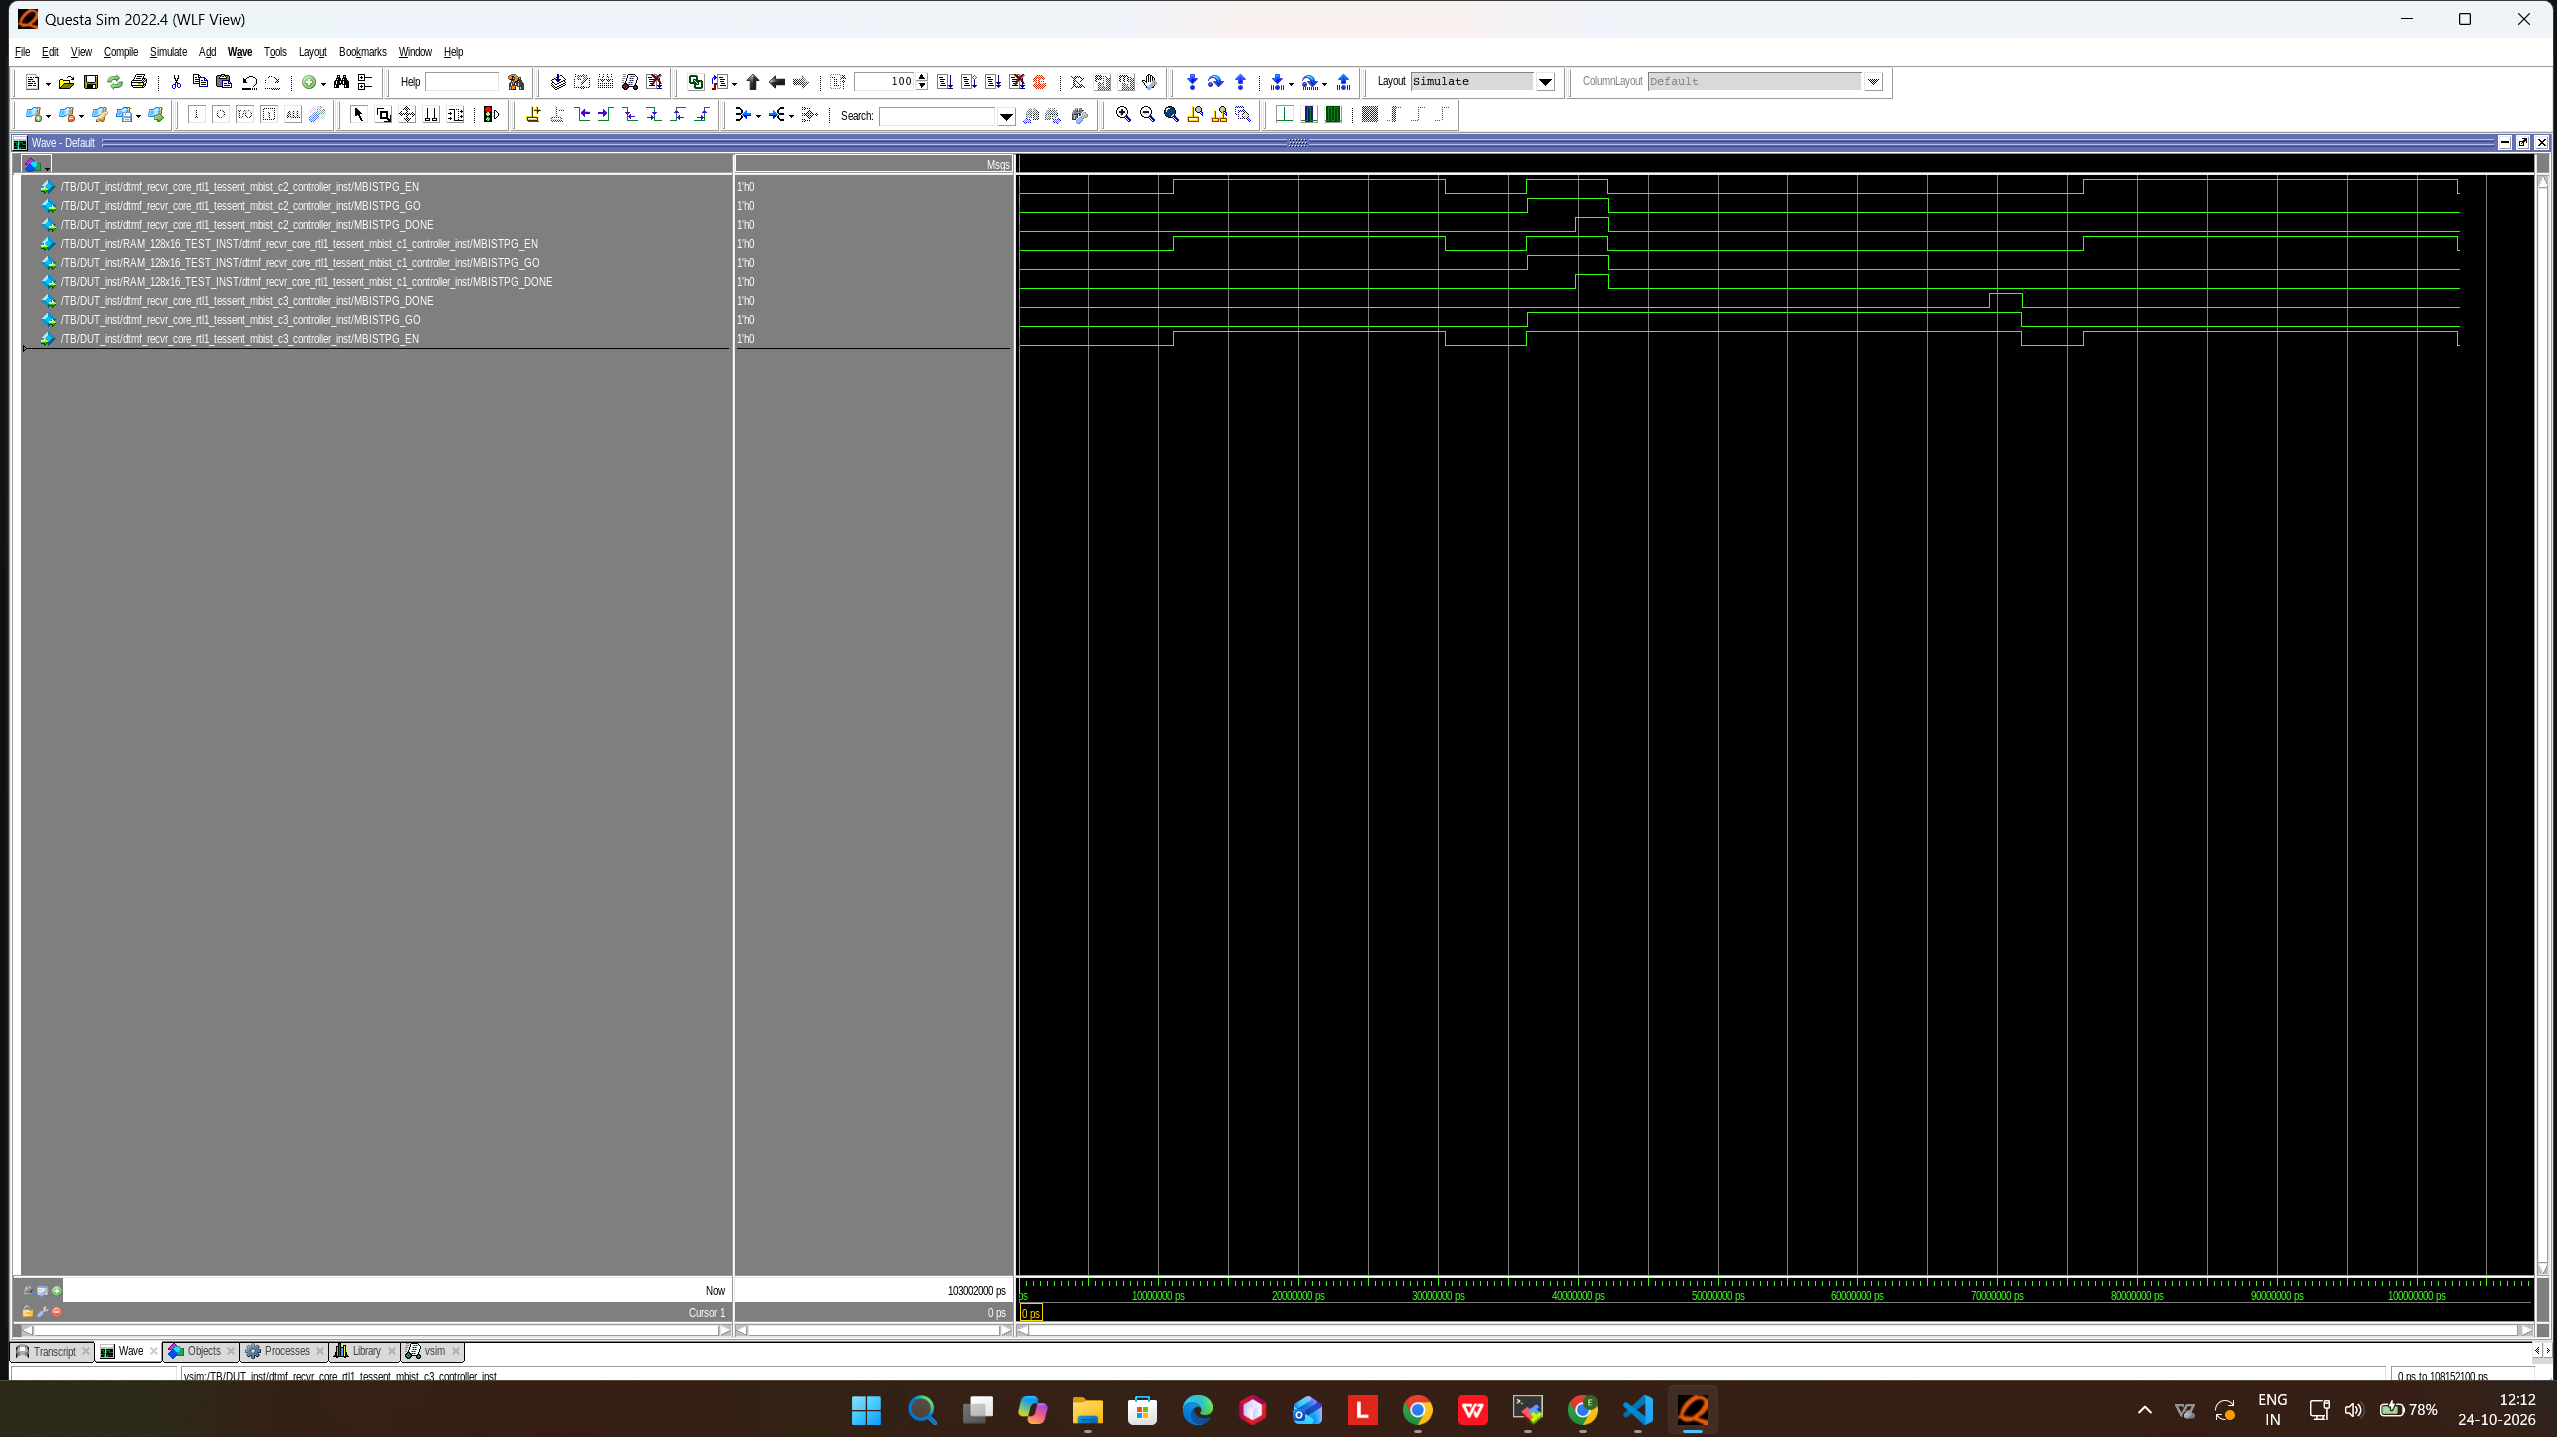 Questa Sim 2022.4 (WLF View)
File Edit View Compile Simulate Add Wave Tools Layout Bookmarks Window Help
Help 100 Layout Simulate ColumnLayout Default
Search:
Wave - Default
Msgs
/TB/DUT_inst/dtmf_recvr_core_rtl1_tessent_mbist_c2_controller_inst/MBISTPG_EN 1'h0
/TB/DUT_inst/dtmf_recvr_core_rtl1_tessent_mbist_c2_controller_inst/MBISTPG_GO 1'h0
/TB/DUT_inst/dtmf_recvr_core_rtl1_tessent_mbist_c2_controller_inst/MBISTPG_DONE 1'h0
/TB/DUT_inst/RAM_128x16_TEST_INST/dtmf_recvr_core_rtl1_tessent_mbist_c1_controller_inst/MBISTPG_EN 1'h0
/TB/DUT_inst/RAM_128x16_TEST_INST/dtmf_recvr_core_rtl1_tessent_mbist_c1_controller_inst/MBISTPG_GO 1'h0
/TB/DUT_inst/RAM_128x16_TEST_INST/dtmf_recvr_core_rtl1_tessent_mbist_c1_controller_inst/MBISTPG_DONE 1'h0
/TB/DUT_inst/dtmf_recvr_core_rtl1_tessent_mbist_c3_controller_inst/MBISTPG_DONE 1'h0
/TB/DUT_inst/dtmf_recvr_core_rtl1_tessent_mbist_c3_controller_inst/MBISTPG_GO 1'h0
/TB/DUT_inst/dtmf_recvr_core_rtl1_tessent_mbist_c3_controller_inst/MBISTPG_EN 1'h0
Now 103002000 ps ps 10000000 ps 20000000 ps 30000000 ps 40000000 ps 50000000 ps 60000000 ps 70000000 ps 80000000 ps 90000000 ps 100000000 ps
Cursor 1 0 ps 0 ps
Transcript Wave Objects Processes Library vsim
vsim:/TB/DUT_inst/dtmf_recvr_core_rtl1_tessent_mbist_c3_controller_inst 0 ps to 108152100 ps
ENG 12:12
IN 78% 24-10-2026